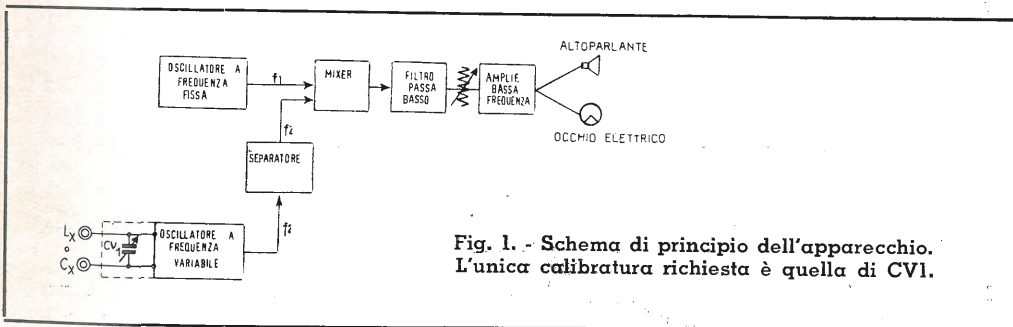 ALTOPARLANTE
OSCILLATORE A
FREQUENZA
FISSA
f1
MIXER
FILTRO
PASSA
BASSO
AMPLIF.
BASSA
FREQUENZA
OCCHIO ELETTRICO
f2
SEPARATORE
f2
LX
o
CX
CV1
OSCILLATORE A
FREQUENZA
VARIABILE
Fig. 1. - Schema di principio dell'apparecchio.
L'unica calibratura richiesta è quella di CV1.